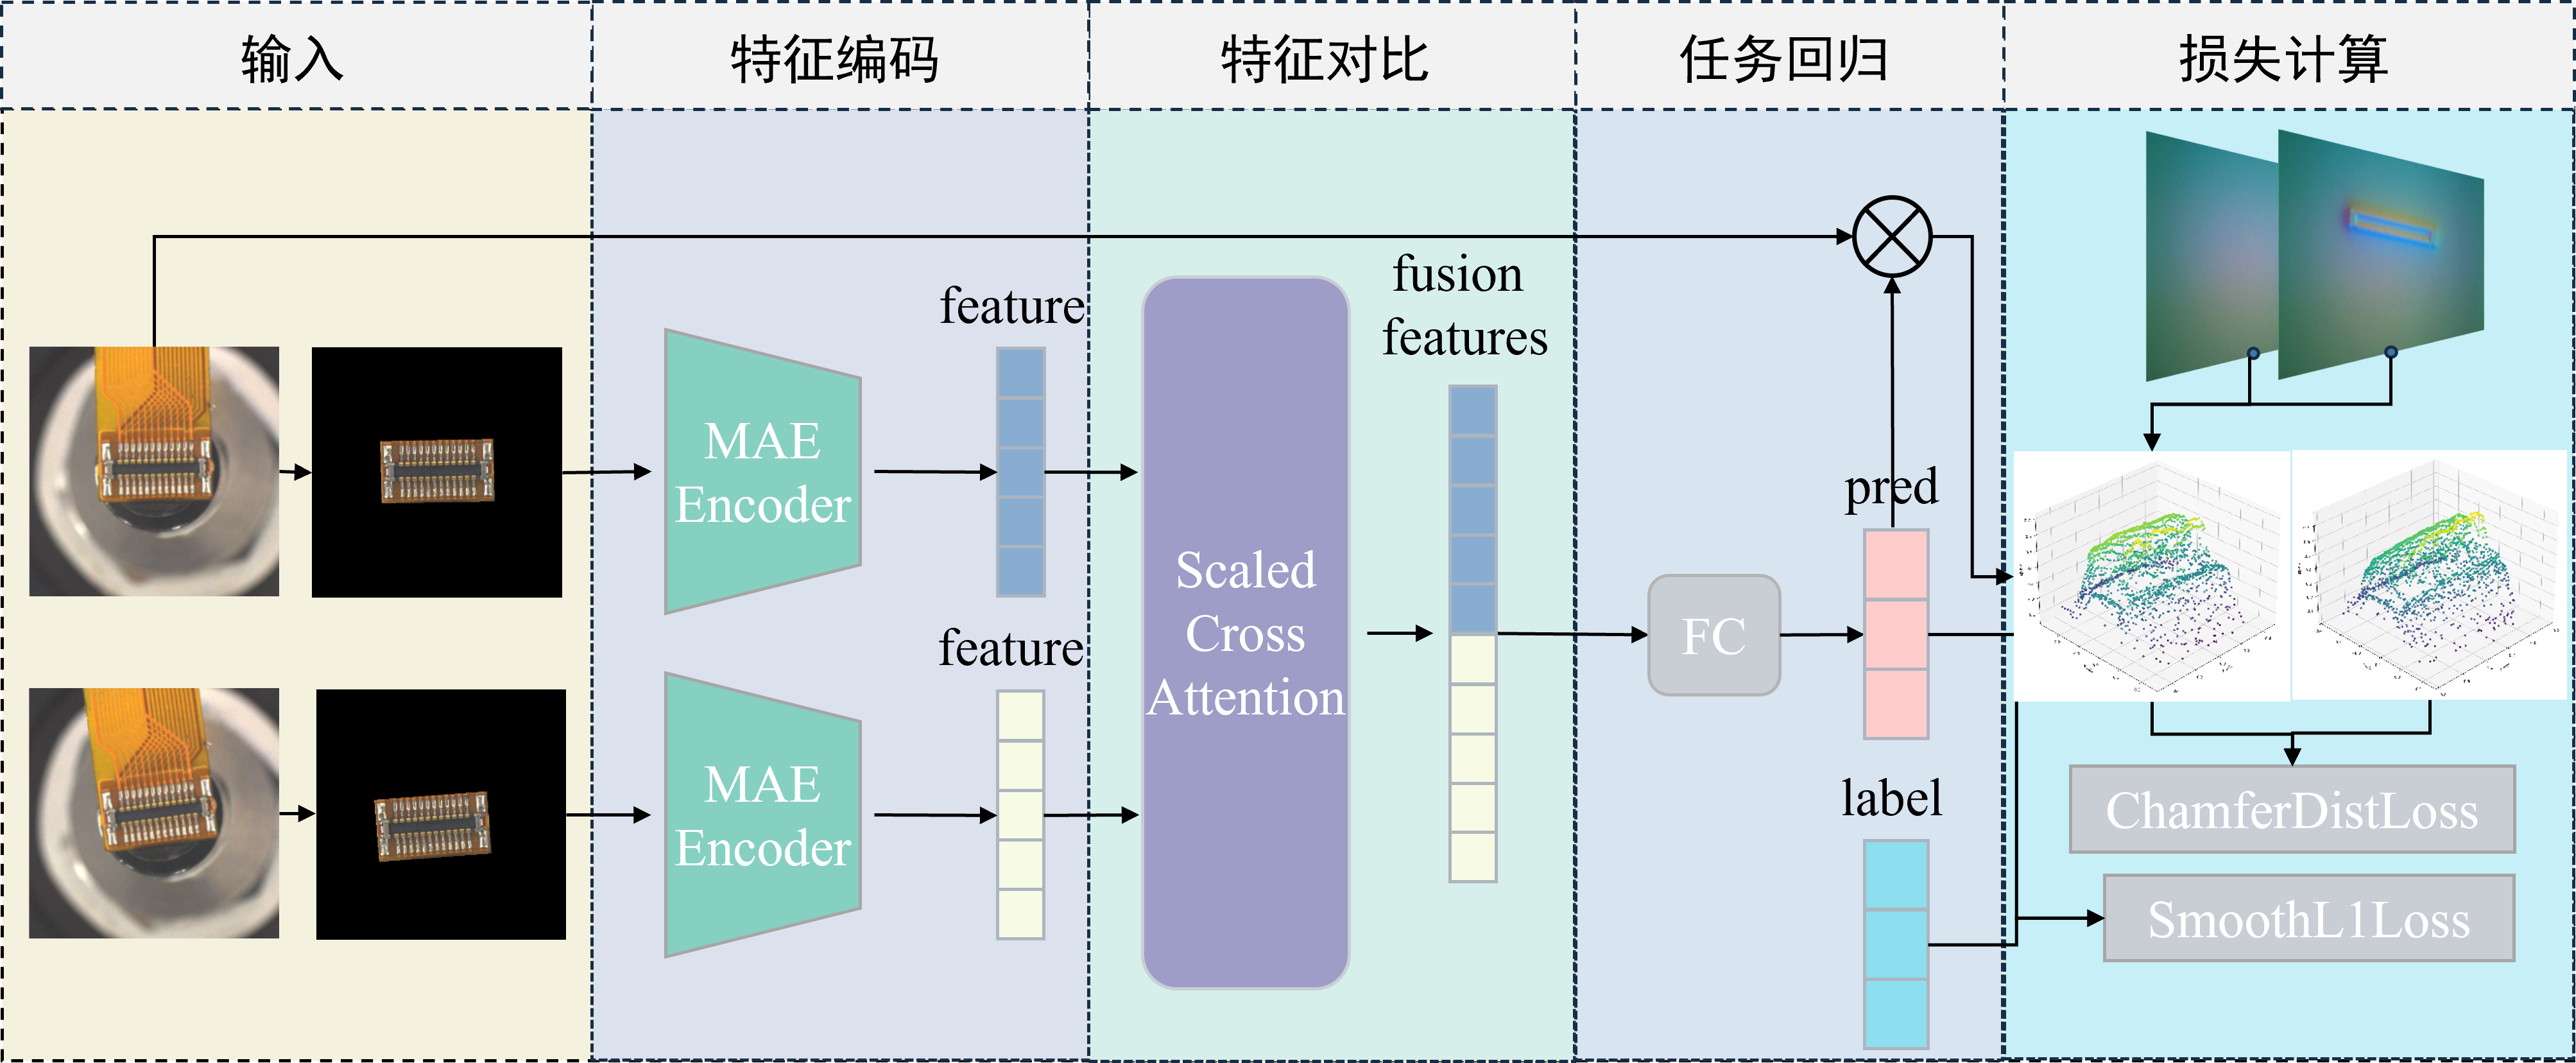 输入
特征编码
特征对比
任务回归
损失计算
feature
MAE
Encoder
feature
MAE
Encoder
Scaled
Cross
Attention
fusion
features
FC
pred
label
ChamferDistLoss
SmoothL1Loss